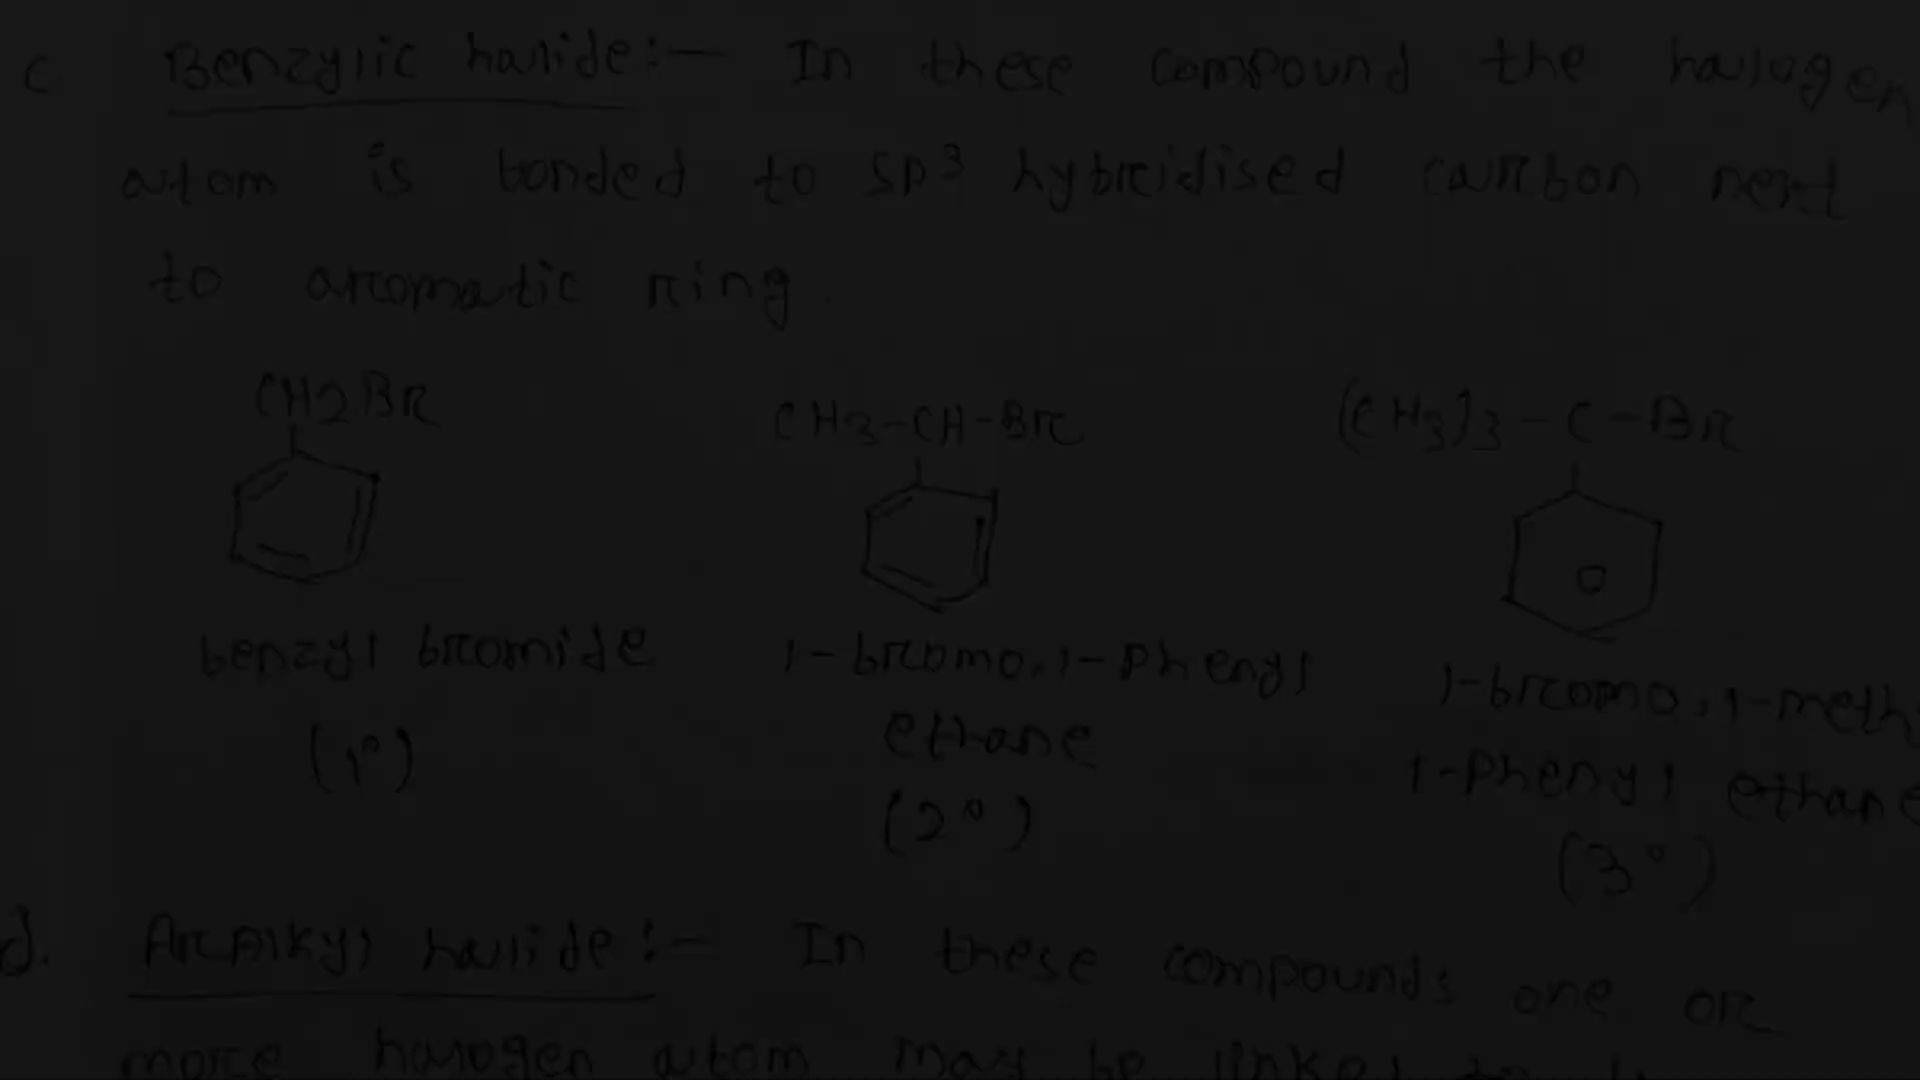 c. Benzylic halide:- In these compound the halogen
atom is bonded to sp3 hybridised carbon next
to aromatic ring.
CH2Br CH3-CH-Br (CH3)3-C-Br
benzyl bromide 1-bromo,1-phenyl 1-bromo,1-meth
ethane 1-phenyl ethane
(1°) (2°) (3°)
d. Ar Alkyl halide:- In these compounds one or
more halogen atom may be linked to